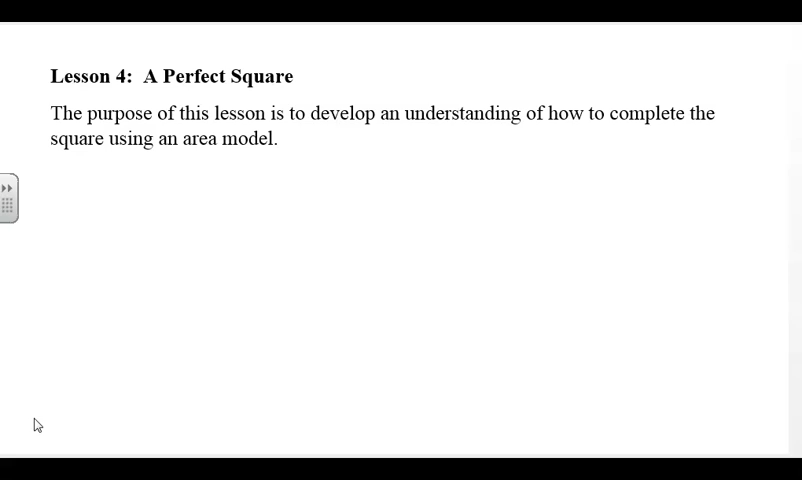 Lesson 4:  A Perfect Square
The purpose of this lesson is to develop an understanding of how to complete the
square using an area model.